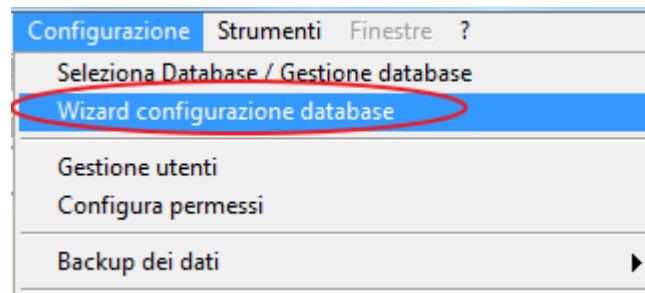 Configurazione Strumenti Finestre ?
Seleziona Database / Gestione database
Wizard configurazione database
Gestione utenti
Configura permessi
Backup dei dati